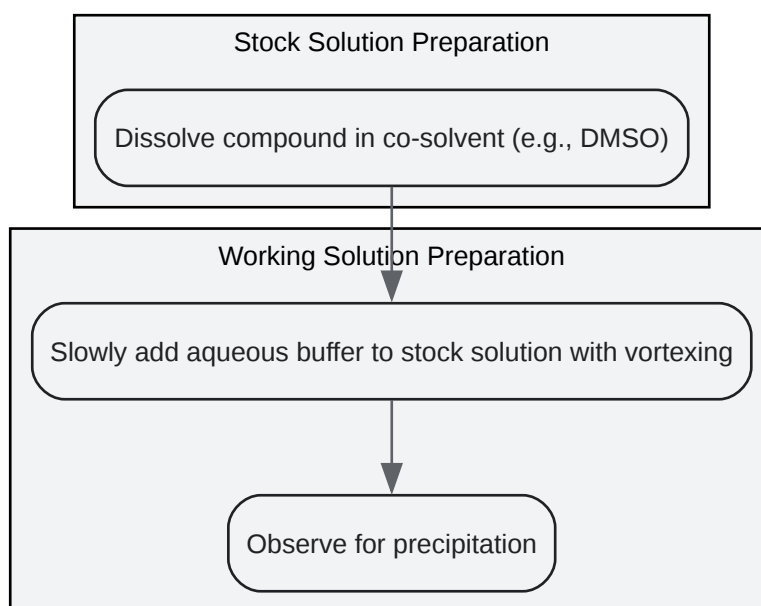 Stock Solution Preparation
Dissolve compound in co-solvent (e.g., DMSO)
Working Solution Preparation
Slowly add aqueous buffer to stock solution with vortexing
Observe for precipitation